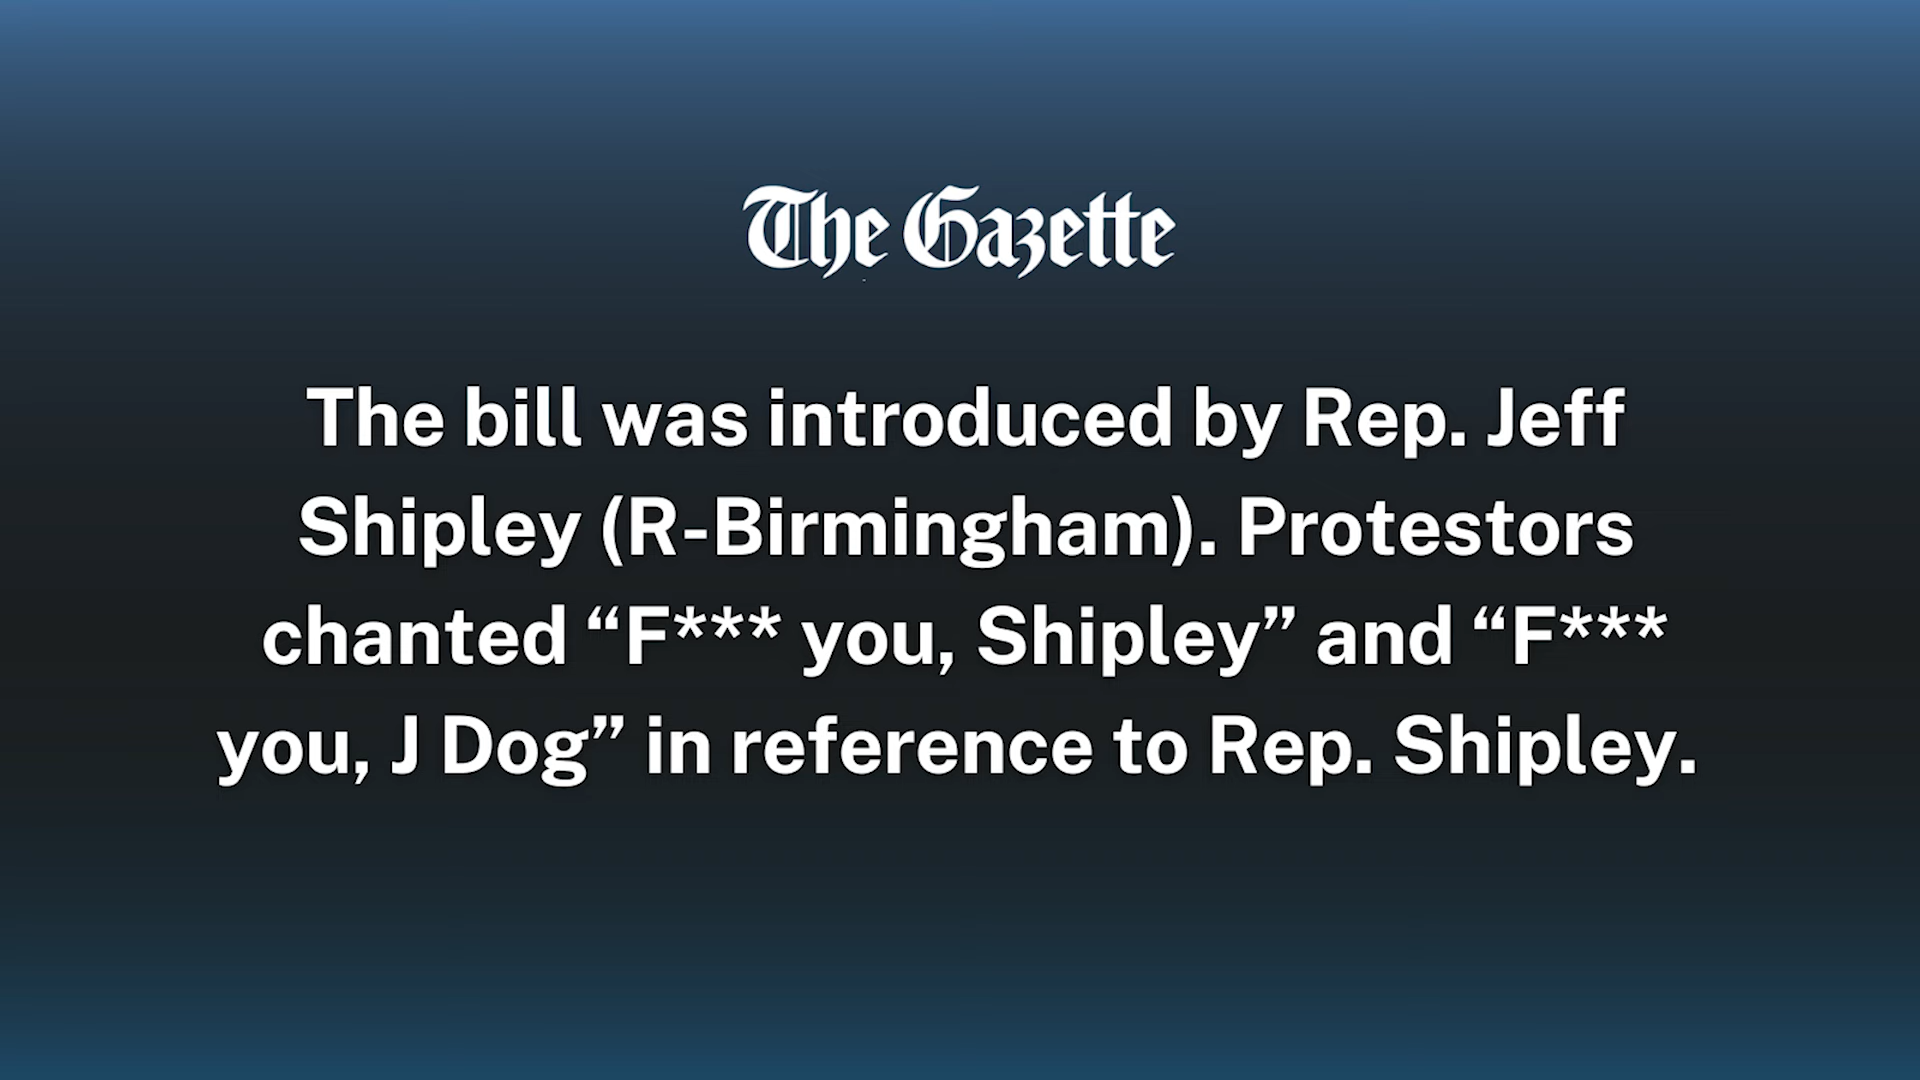 The Gazette
The bill was introduced by Rep. Jeff
Shipley (R-Birmingham). Protestors
chanted “F*** you, Shipley” and “F***
you, J Dog” in reference to Rep. Shipley.